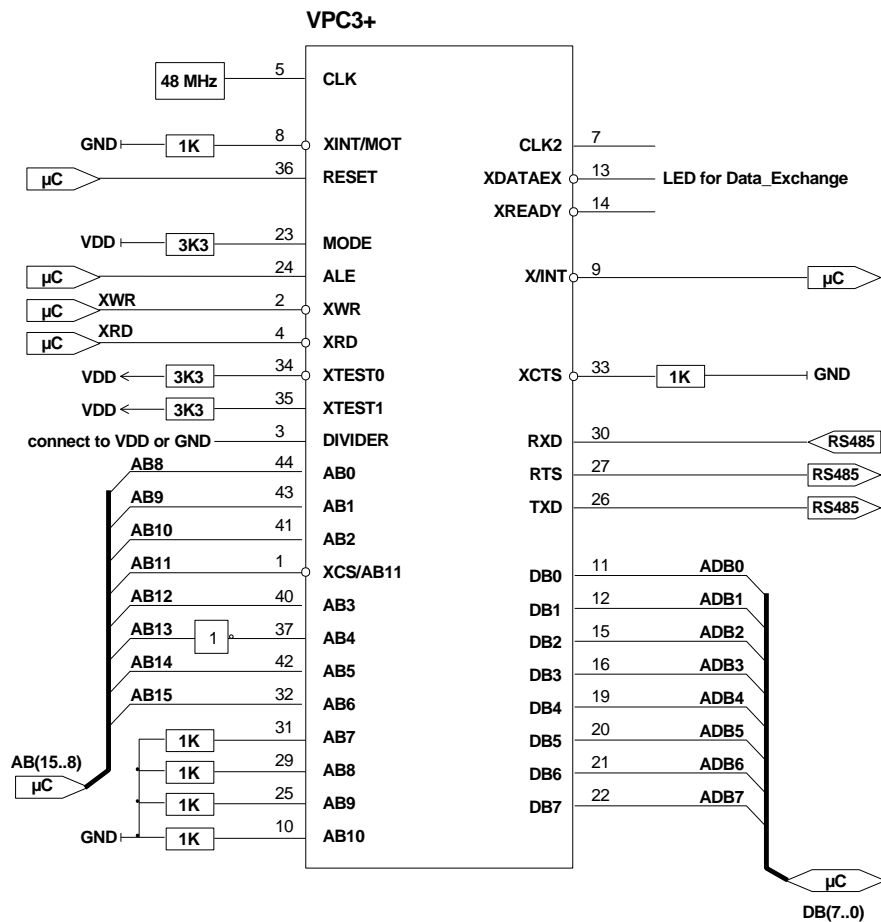 VPC3+
48 MHz 5 CLK
GND 1K 8 XINT/MOT CLK2 7
µC 36 RESET XDATAEX 13 LED for Data_Exchange
XREADY 14
VDD 3K3 23 MODE
µC 24 ALE X/INT 9 µC
µC XWR 2 XWR
µC XRD 4 XRD
VDD 3K3 34 XTEST0 XCTS 33 1K GND
VDD 3K3 35 XTEST1
connect to VDD or GND 3 DIVIDER RXD 30 RS485
AB8 44 AB0 RTS 27 RS485
AB9 43 AB1 TXD 26 RS485
AB10 41 AB2
AB11 1 XCS/AB11 DB0 11 ADB0
AB12 40 AB3 DB1 12 ADB1
AB13 1 37 AB4 DB2 15 ADB2
AB14 42 AB5 DB3 16 ADB3
AB15 32 AB6 DB4 19 ADB4
1K 31 AB7 DB5 20 ADB5
AB(15..8) 1K 29 AB8 DB6 21 ADB6
µC 1K 25 AB9 DB7 22 ADB7
GND 1K 10 AB10
µC
DB(7..0)